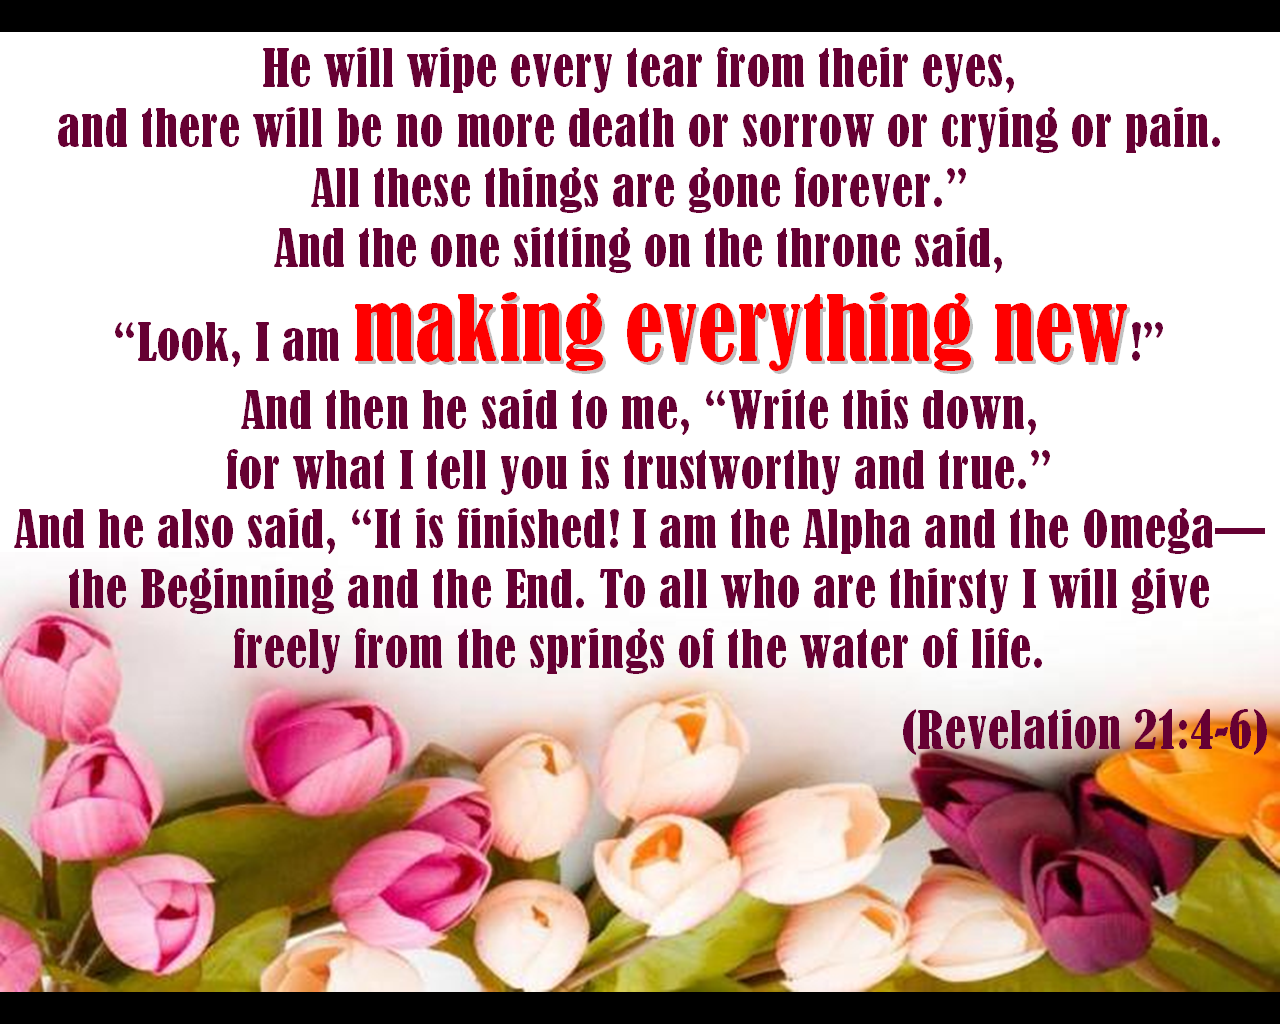 He will wipe every tear from their eyes,
and there will be no more death or sorrow or crying or pain.
All these things are gone forever.”
And the one sitting on the throne said,
“Look, I am making everything new!”
And then he said to me, “Write this down,
for what I tell you is trustworthy and true.”
And he also said, “It is finished! I am the Alpha and the Omega—
the Beginning and the End. To all who are thirsty I will give
freely from the springs of the water of life.
(Revelation 21:4-6)